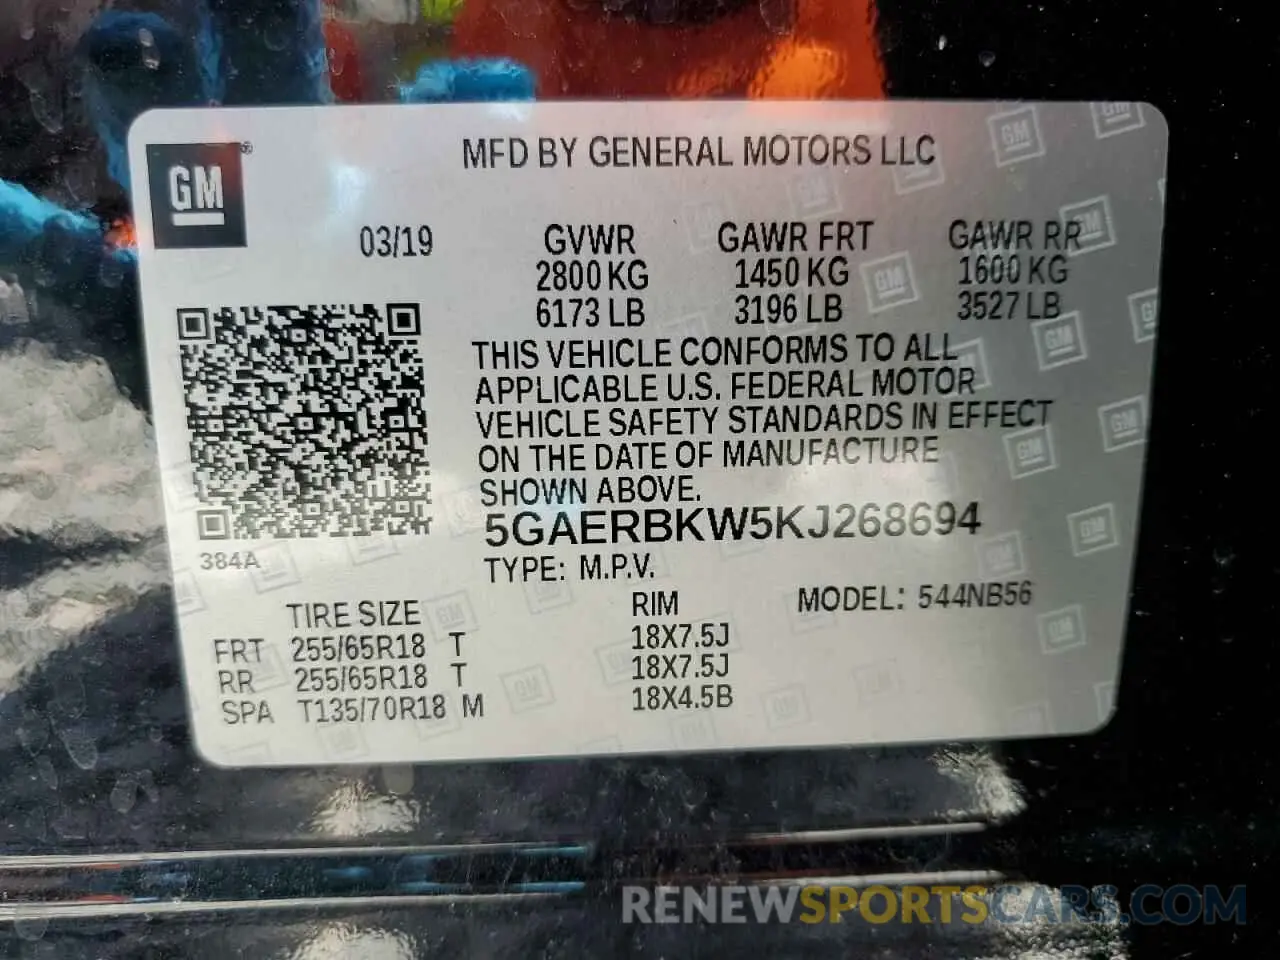 GM ®
MFD BY GENERAL MOTORS LLC
03/19 GVWR GAWR FRT GAWR RR
2800 KG 1450 KG 1600 KG
6173 LB 3196 LB 3527 LB
THIS VEHICLE CONFORMS TO ALL
APPLICABLE U.S. FEDERAL MOTOR
VEHICLE SAFETY STANDARDS IN EFFECT
ON THE DATE OF MANUFACTURE
SHOWN ABOVE.
5GAERBKW5KJ268694
384A
TYPE: M.P.V.
TIRE SIZE RIM MODEL: 544NB56
FRT 255/65R18 T 18X7.5J
RR 255/65R18 T 18X7.5J
SPA T135/70R18 M 18X4.5B
RENEWSPORTSCARS.COM